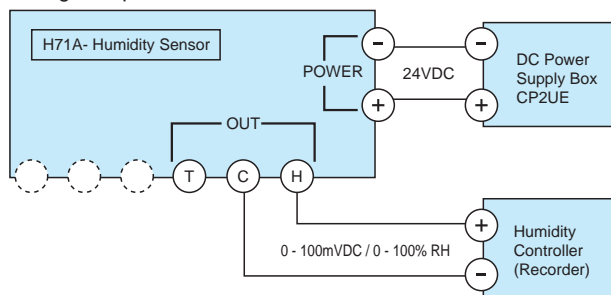 H71A- Humidity Sensor
POWER
−
+
24VDC
−
+
DC Power
Supply Box
CP2UE
OUT
T
C
H
0 - 100mVDC / 0 - 100% RH
+
−
Humidity
Controller
(Recorder)